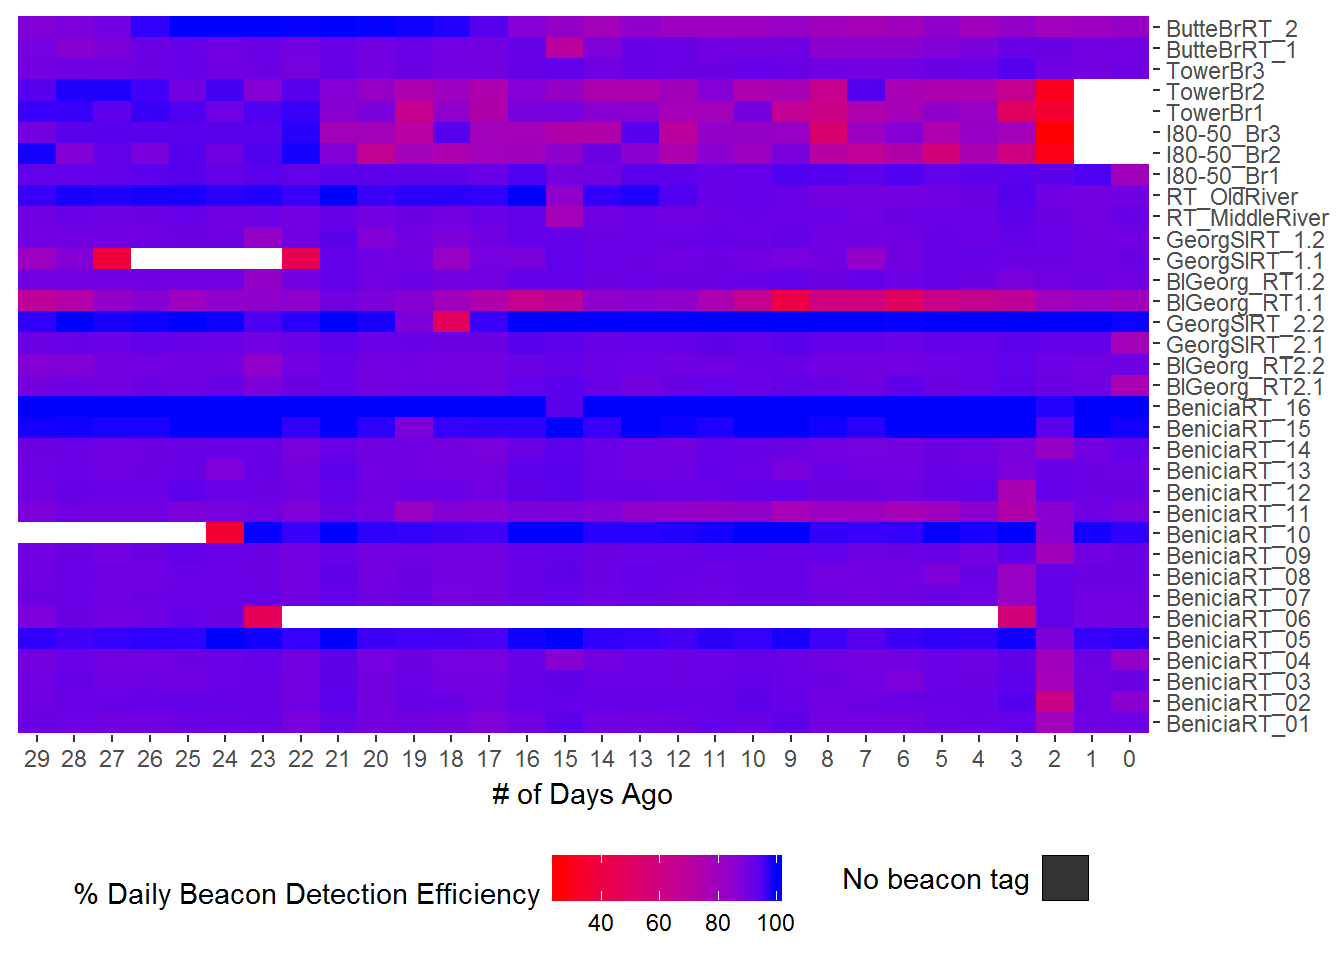 ButteBrRT_2
ButteBrRT_1
TowerBr3
TowerBr2
TowerBr1
I80-50_Br3
I80-50_Br2
I80-50_Br1
RT_OldRiver
RT_MiddleRiver
GeorgSlRT_1.2
GeorgSlRT_1.1
BlGeorg_RT1.2
BlGeorg_RT1.1
GeorgSlRT_2.2
GeorgSlRT_2.1
BlGeorg_RT2.2
BlGeorg_RT2.1
BeniciaRT_16
BeniciaRT_15
BeniciaRT_14
BeniciaRT_13
BeniciaRT_12
BeniciaRT_11
BeniciaRT_10
BeniciaRT_09
BeniciaRT_08
BeniciaRT_07
BeniciaRT_06
BeniciaRT_05
BeniciaRT_04
BeniciaRT_03
BeniciaRT_02
BeniciaRT_01
29 28 27 26 25 24 23 22 21 20 19 18 17 16 15 14 13 12 11 10 9 8 7 6 5 4 3 2 1 0
# of Days Ago
% Daily Beacon Detection Efficiency
40 60 80 100
No beacon tag